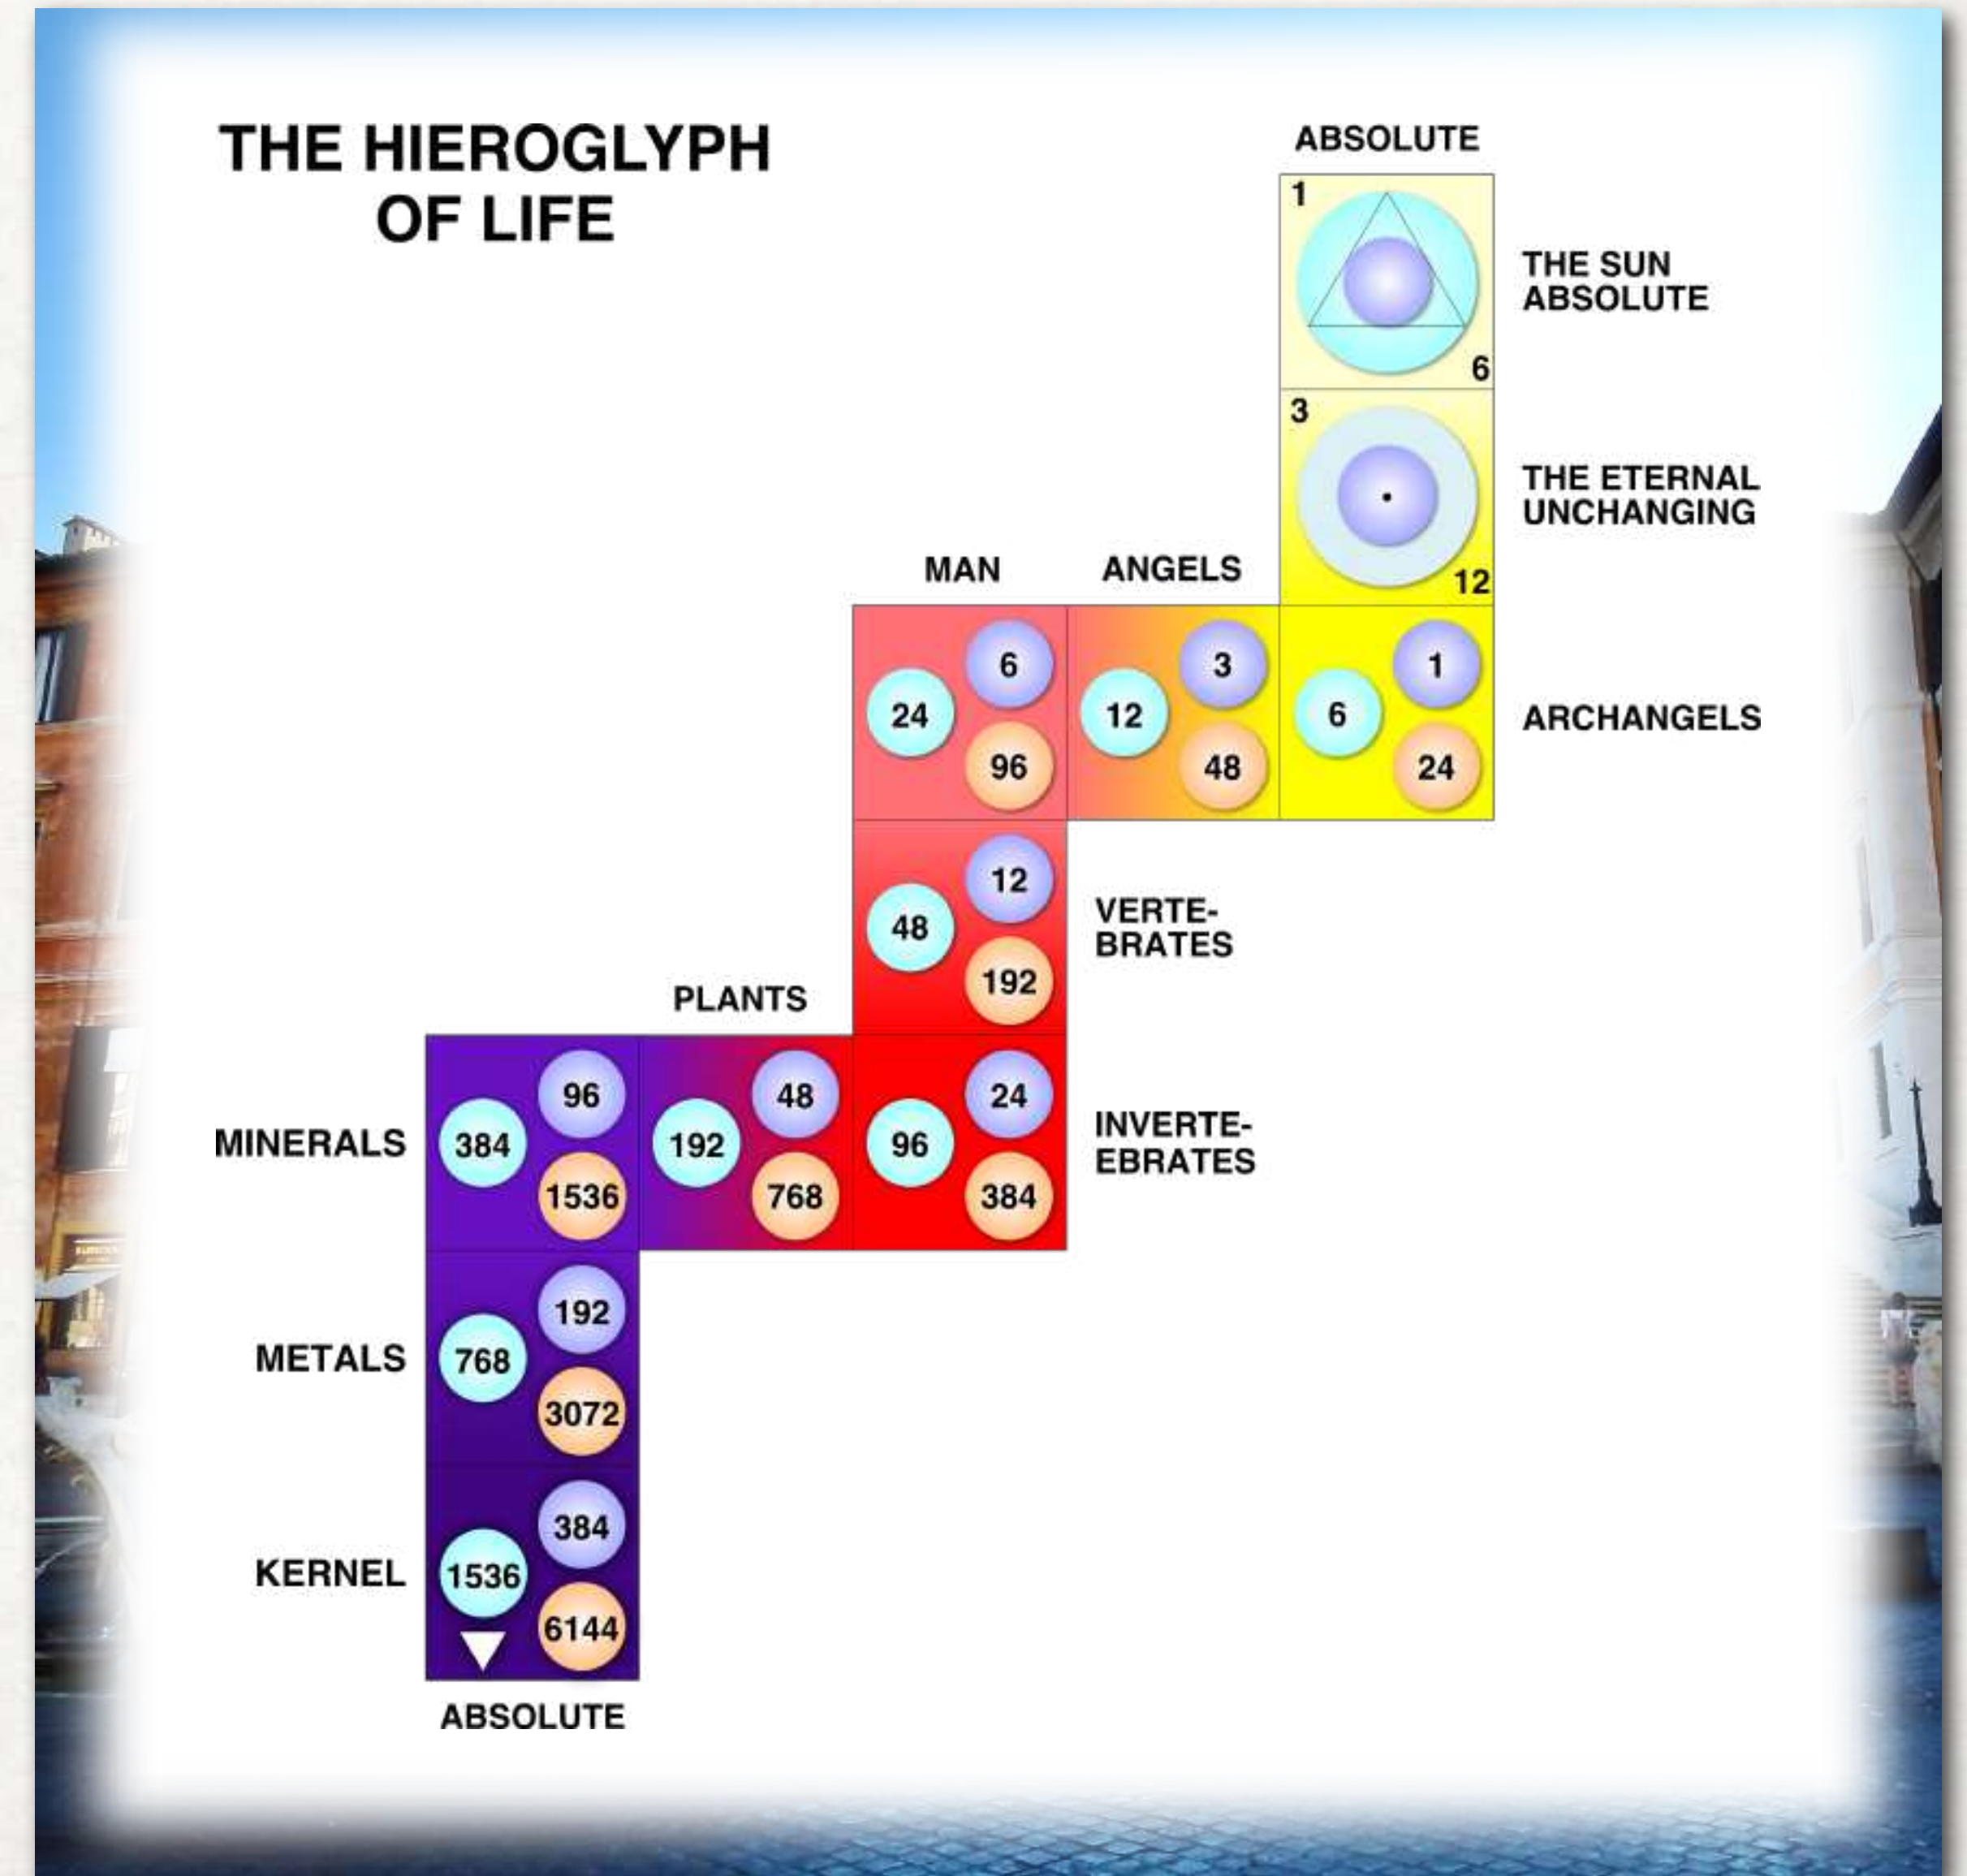 THE HIEROGLYPH
OF LIFE
ABSOLUTE
1
THE SUN
ABSOLUTE
6
3
THE ETERNAL
UNCHANGING
12
MAN
ANGELS
6
24
96
3
12
48
1
6
24
ARCHANGELS
12
48
192
VERTE-
BRATES
PLANTS
MINERALS
96
384
1536
48
192
768
24
96
384
INVERTE-
EBRATES
METALS
192
768
3072
KERNEL
384
1536
6144
ABSOLUTE